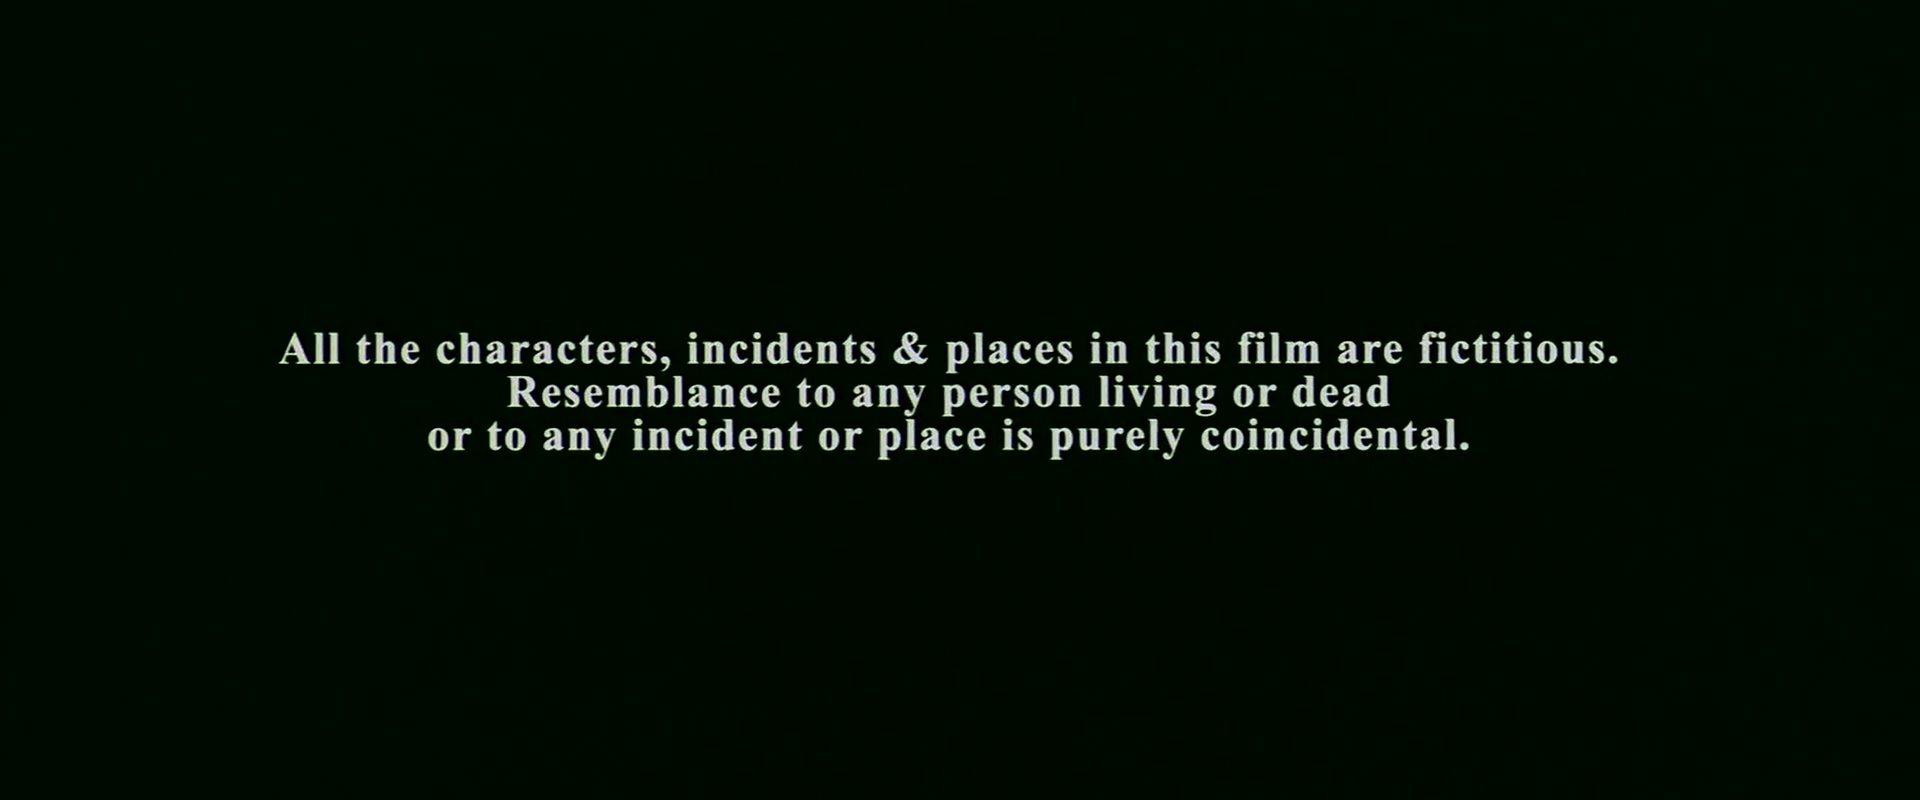 All the characters, incidents & places in this film are fictitious.
Resemblance to any person living or dead
or to any incident or place is purely coincidental.